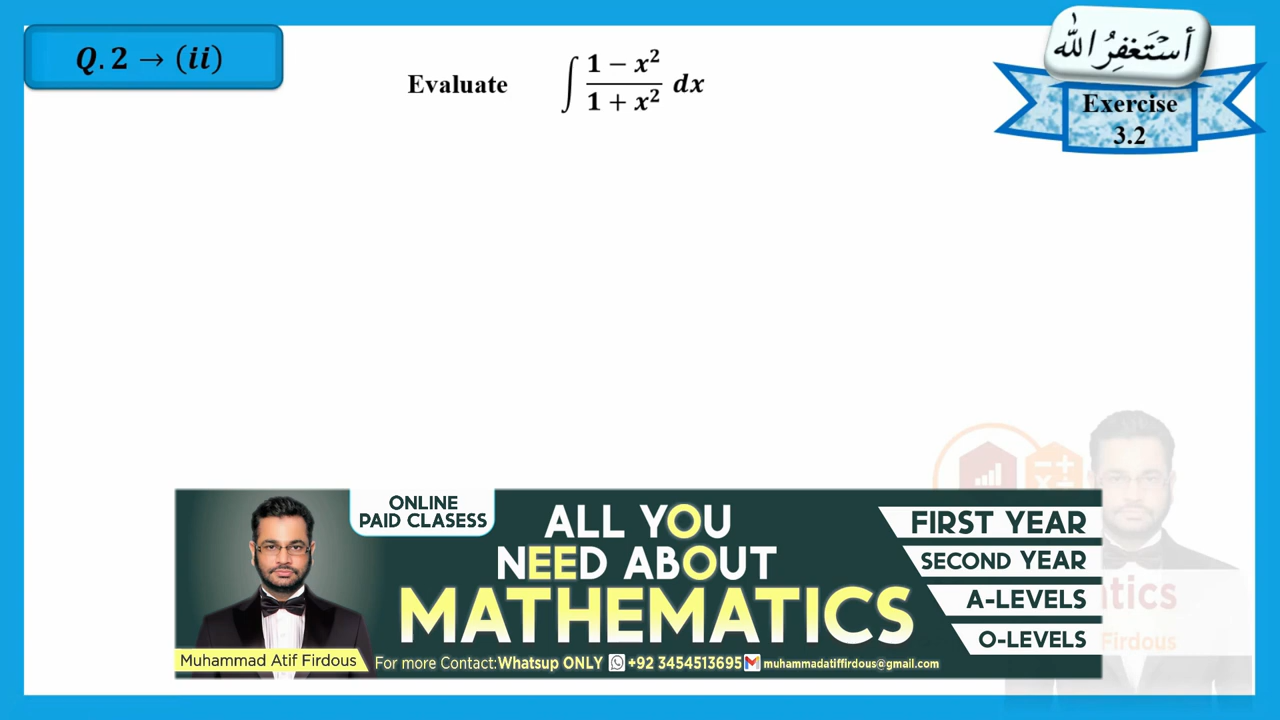 Q. 2 → (ii)
Evaluate ∫ (1 − x²)/(1 + x²) dx
أستغفر الله
Exercise
3.2
ONLINE
PAID CLASESS
ALL YOU
NEED ABOUT
MATHEMATICS
FIRST YEAR
SECOND YEAR
A-LEVELS
O-LEVELS
Muhammad Atif Firdous
For more Contact:Whatsup ONLY +92 3454513695 muhammadatiffirdous@gmail.com
Firdous